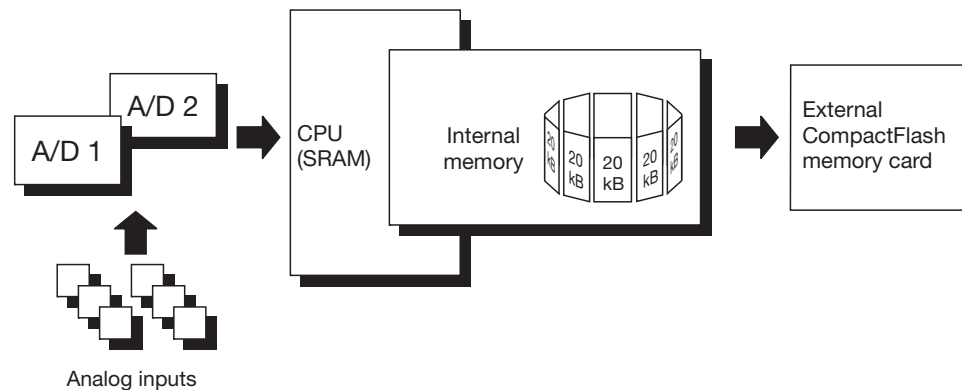 A/D 2
A/D 1
CPU
(SRAM)
Internal
memory
20
kB
20
kB
20
kB
20
kB
20
kB
External
CompactFlash
memory card
Analog inputs